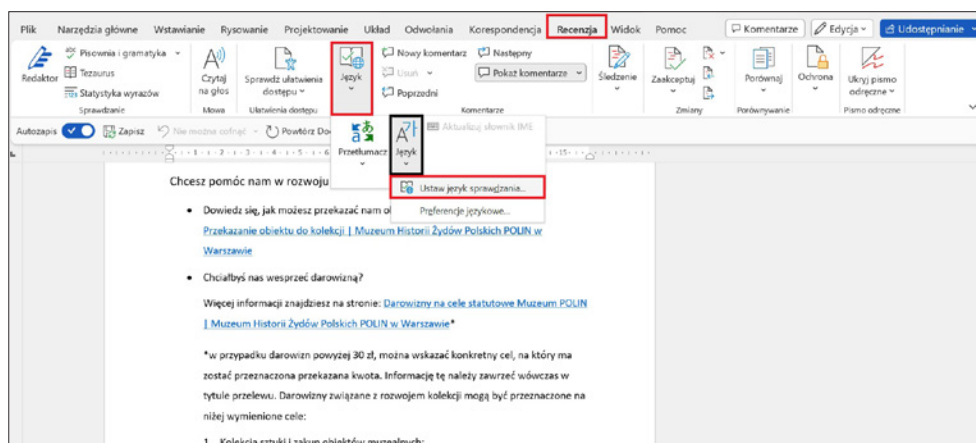 Plik Narzędzia główne Wstawianie Rysowanie Projektowanie Układ Odwołania Korespondencja Recenzja Widok Pomoc Komentarze Edycja Udostępnianie
Pisownia i gramatyka
Tezaurus
Statystyka wyrazów
Redaktor
Sprawdzanie
Czytaj na głos
Mowa
Sprawdź ułatwienia dostępu
Ułatwienia dostępu
Język
Nowy komentarz Następny
Usuń Pokaż komentarze
Poprzedni
Komentarze
Śledzenie
Zaakceptuj
Zmiany
Porównaj
Porównywanie
Ochrona
Ukryj pismo odręczne
Pismo odręczne
Autozapis Zapisz Nie można cofnąć Powtórz
Przetłumacz Język Aktualizuj słownik IME
Ustaw język sprawdzania...
Preferencje językowe...
Chcesz pomóc nam w rozwoju
Dowiedz się, jak możesz przekazać nam
Przekazanie obiektu do kolekcji | Muzeum Historii Żydów Polskich POLIN w
Warszawie
Chciałbyś nas wesprzeć darowizną?
Więcej informacji znajdziesz na stronie: Darowizny na cele statutowe Muzeum POLIN
| Muzeum Historii Żydów Polskich POLIN w Warszawie*
*w przypadku darowizn powyżej 30 zł, można wskazać konkretny cel, na który ma
zostać przeznaczona przekazana kwota. Informację tę należy zawrzeć wówczas w
tytule przelewu. Darowizny związane z rozwojem kolekcji mogą być przeznaczone na
niżej wymienione cele:
1. Kolekcja sztuki i zakup obiektów muzealnych;